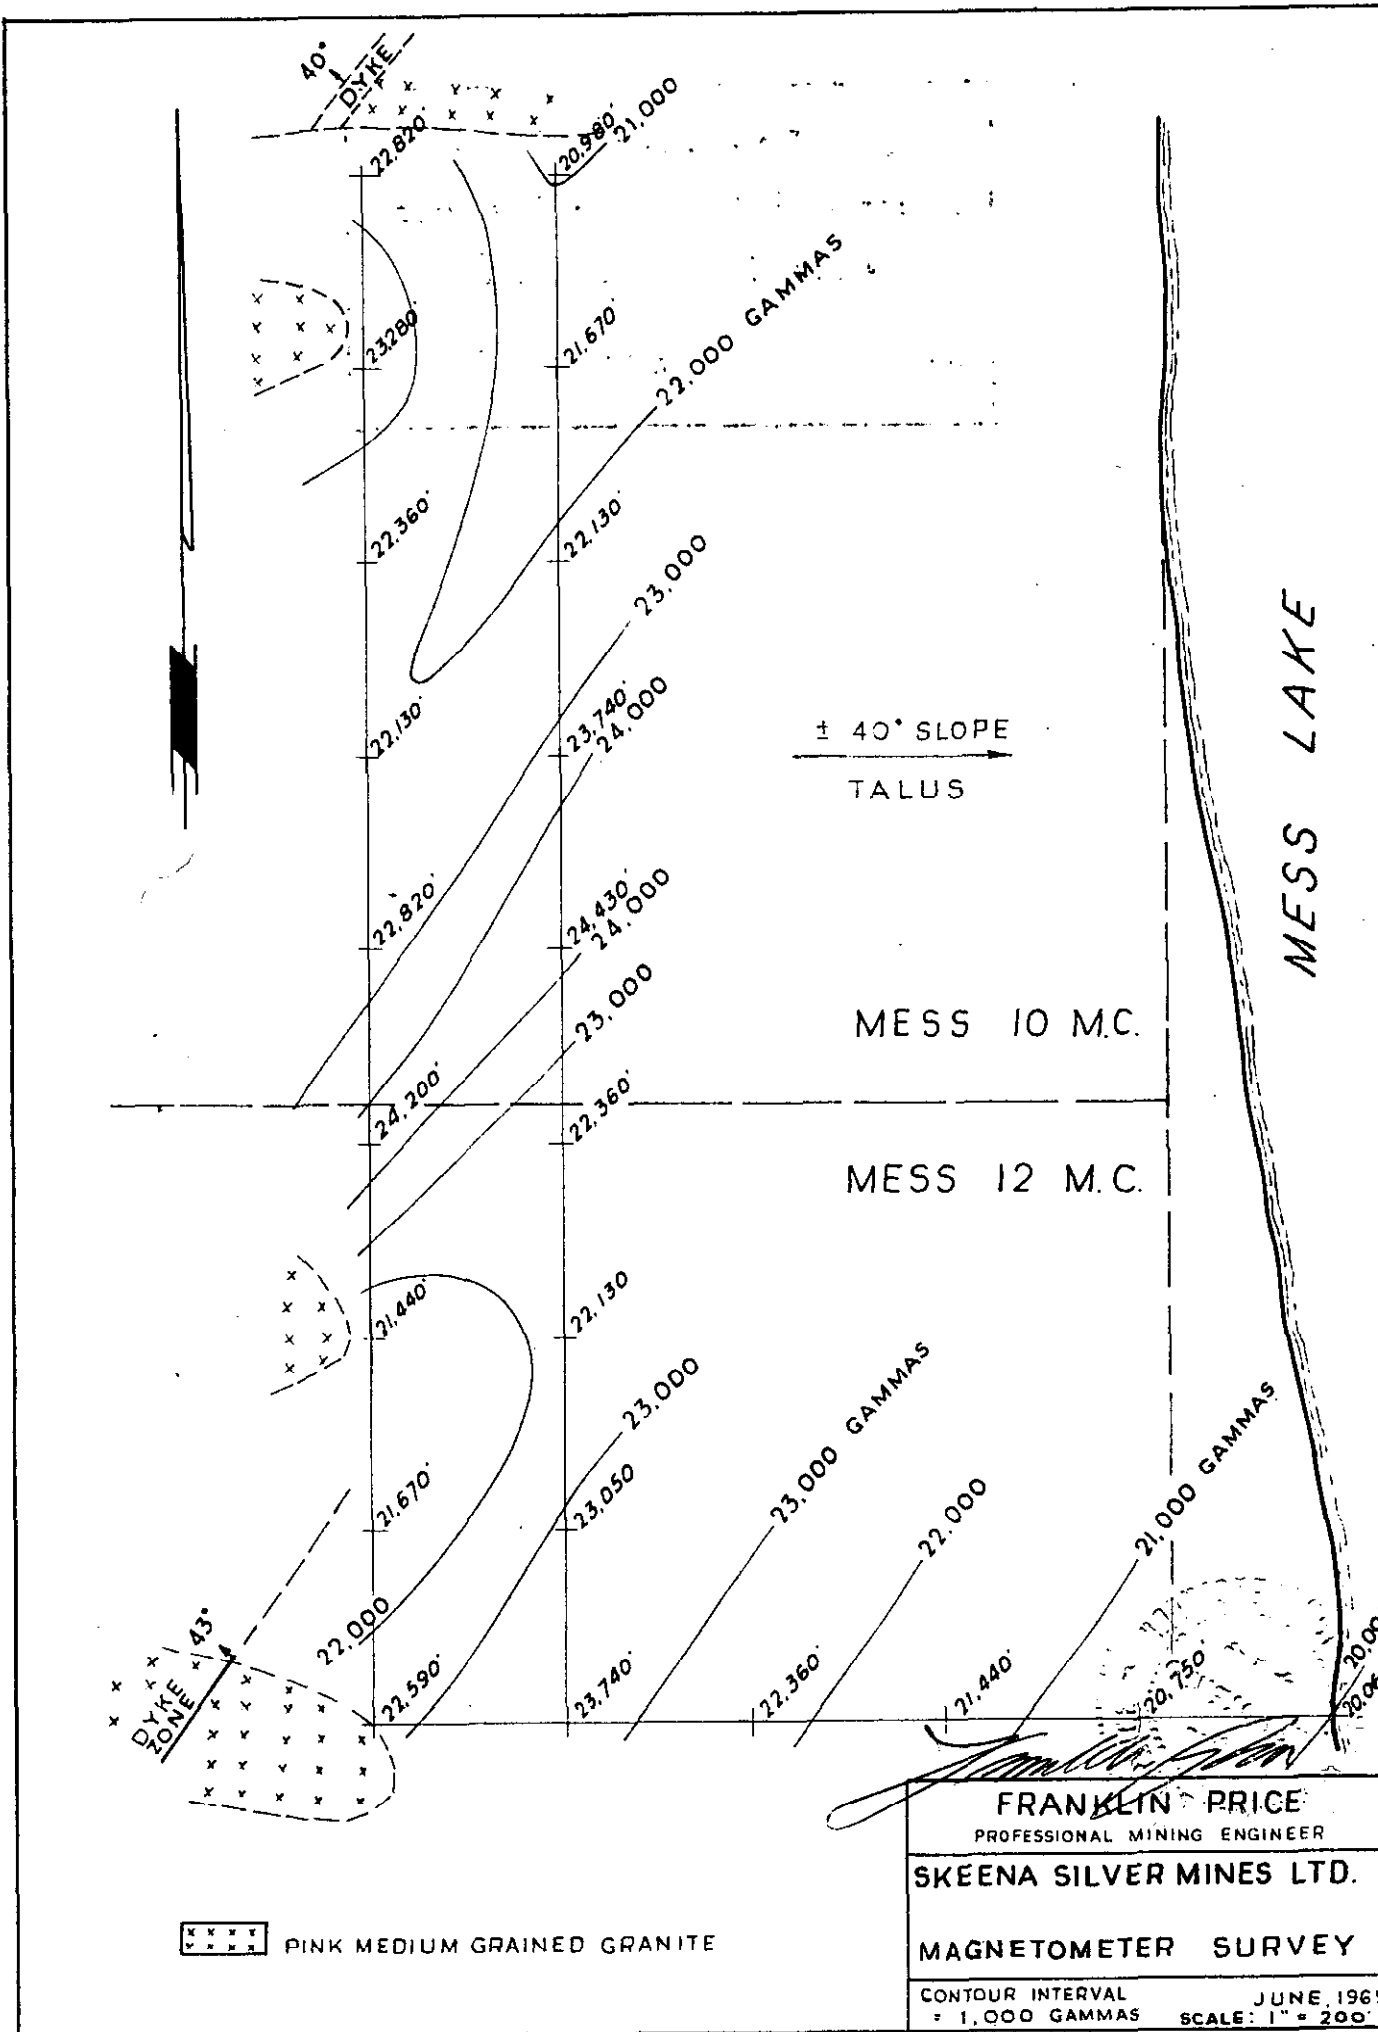 40°
DYKE
22,820'
20,980'
21,000
23,280'
21,670'
22,000 GAMMAS
22,360'
22,130'
23,000
22,130'
23,740'
24,000
± 40° SLOPE
TALUS
MESS LAKE
22,820'
24,430'
24,000
23,000
MESS 10 M.C.
24,200'
22,360'
MESS 12 M.C.
21,440'
22,130
23,000
23,000 GAMMAS
21,000 GAMMAS
21,670'
23,050
22,000
22,000
43°
DYKE
ZONE
22,590'
23,740'
22,360'
21,440'
20,750'
FRANKLIN PRICE
PROFESSIONAL MINING ENGINEER
SKEENA SILVER MINES LTD.
MAGNETOMETER SURVEY
CONTOUR INTERVAL
= 1,000 GAMMAS
JUNE, 196
SCALE: 1" = 200'
PINK MEDIUM GRAINED GRANITE